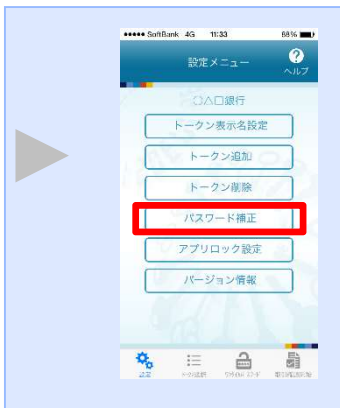 SoftBank 4G 11:33 88%
設定メニュー
?
ヘルプ
○△□銀行
トークン表示名設定
トークン追加
トークン削除
パスワード補正
アプリロック設定
バージョン情報
設定